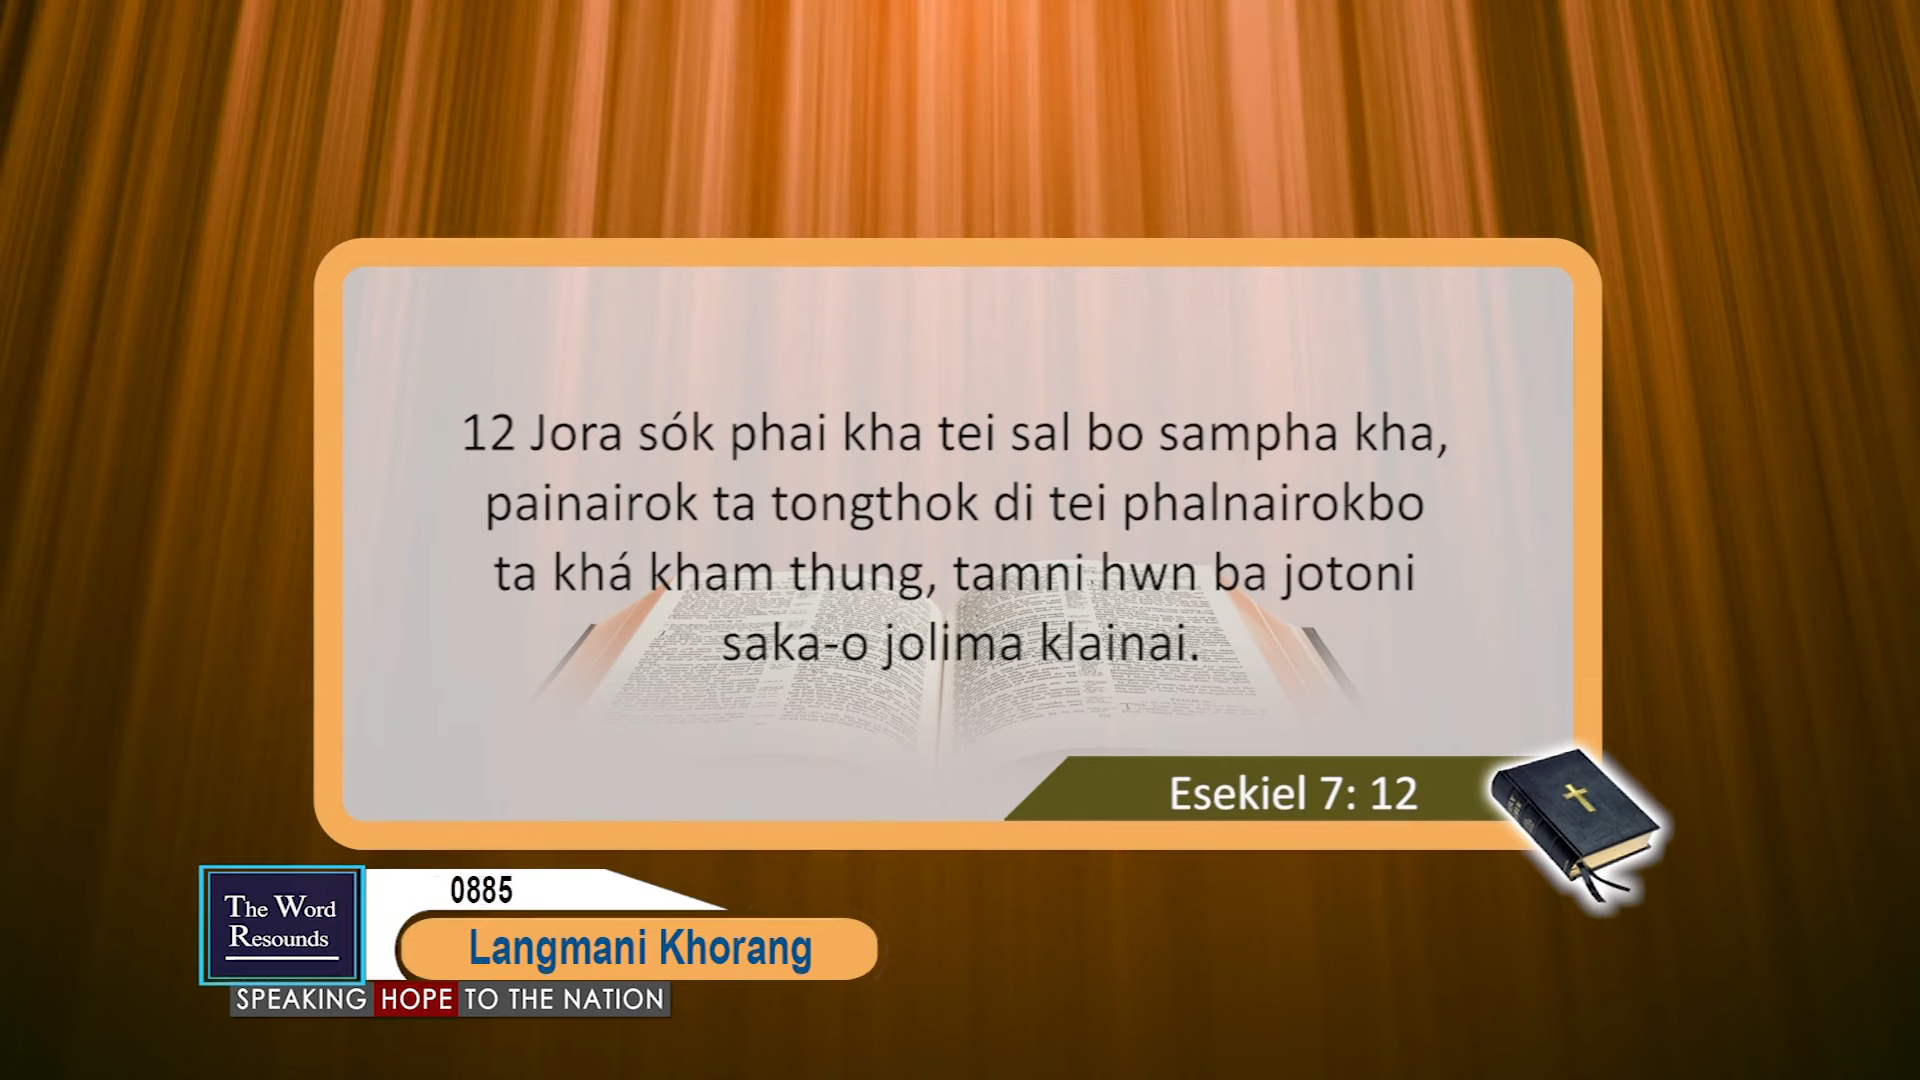 12 Jora sók phai kha tei sal bo sampha kha,
painairok ta tongthok di tei phalnairokbo
ta khá kham thung, tamni hwn ba jotoni
saka-o jolima klainai.
Esekiel 7: 12
0885
The Word
Resounds
Langmani Khorang
SPEAKING HOPE TO THE NATION